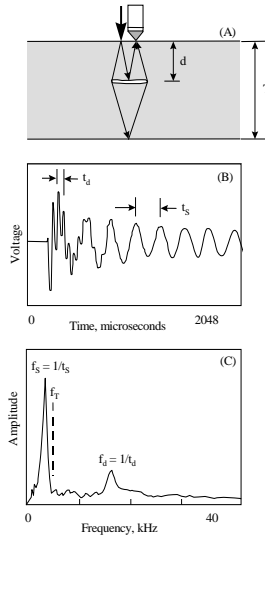 (A)
d
(B)
t_d
t_S
Voltage
0
2048
Time, microseconds
(C)
f_S = 1/t_S
f_T
f_d = 1/t_d
Amplitude
0
40
Frequency, kHz